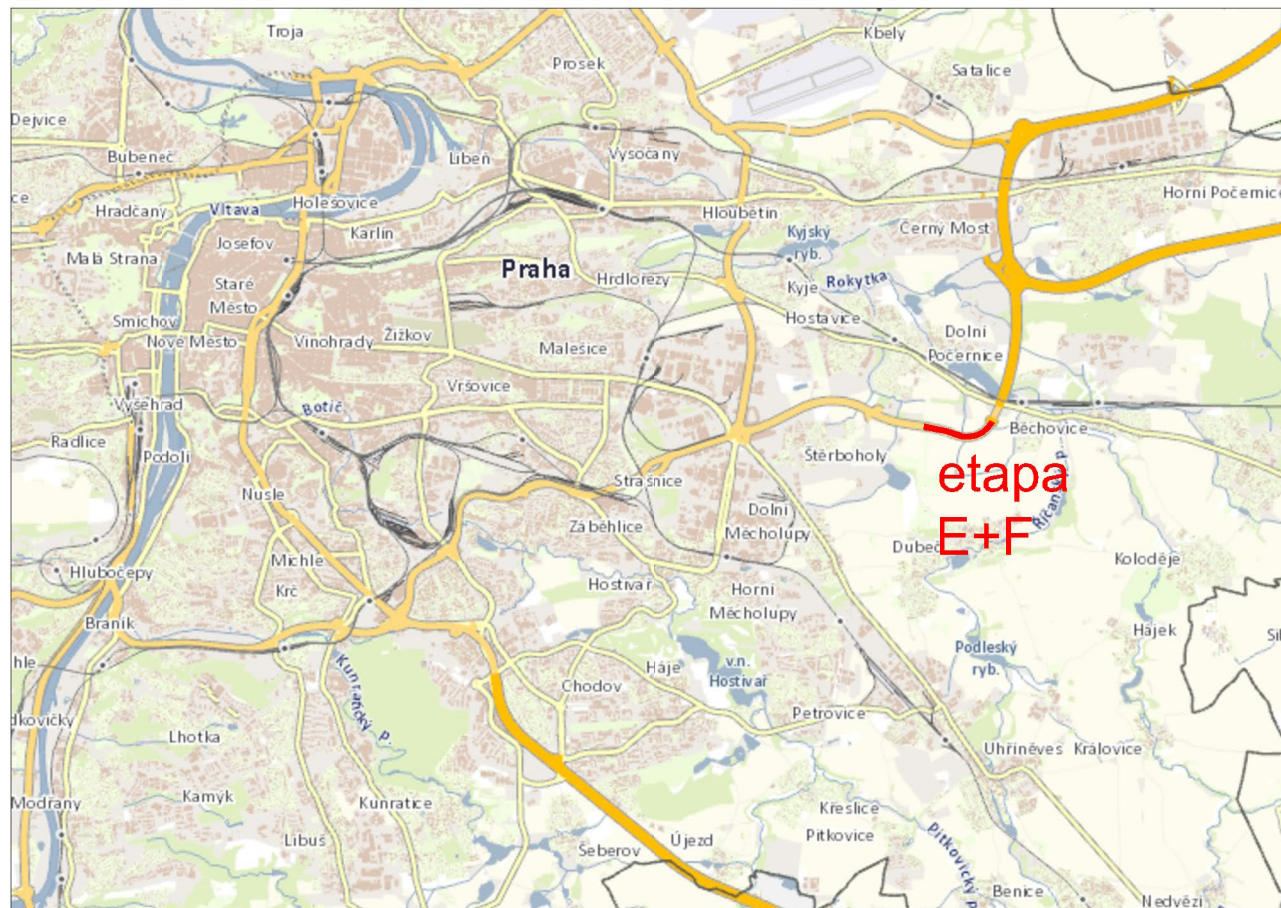 Troja
Kbely
Prosek
Satalice
Dejvice
Bubeneč
Libeň
Vysočany
Horní Počernice
Hradčany
Vltava
Holešovice
Karlín
Hloubětín
Černý Most
Josefov
Kyjský
ryb.
Malá Strana
Praha
Staré
Město
Hrdlořezy
Kyje
Rokytka
Smíchov
Nové Město
Vinohrady
Žižkov
Malešice
Hostavice
Dolní
Počernice
Vyšehrad
Vršovice
Botič
Radlice
Podolí
Běchovice
Štěrboholy
Strašnice
etapa
E+F
Říčanský p.
Nusle
Záběhlice
Dolní
Měcholupy
Dubeč
Koloděje
Michle
Hlubočepy
Krč
Hostivař
Horní
Měcholupy
Braník
Hájek
Kunratický P.
Háje
v.n.
Hostivař
Podleský
ryb.
Chodov
Petrovice
Lhotka
Uhříněves
Královice
Modřany
Kamýk
Kunratice
Křeslice
Libuš
Újezd
Pitkovice
Šeberov
Pitkovický p.
Benice
Nedvězí